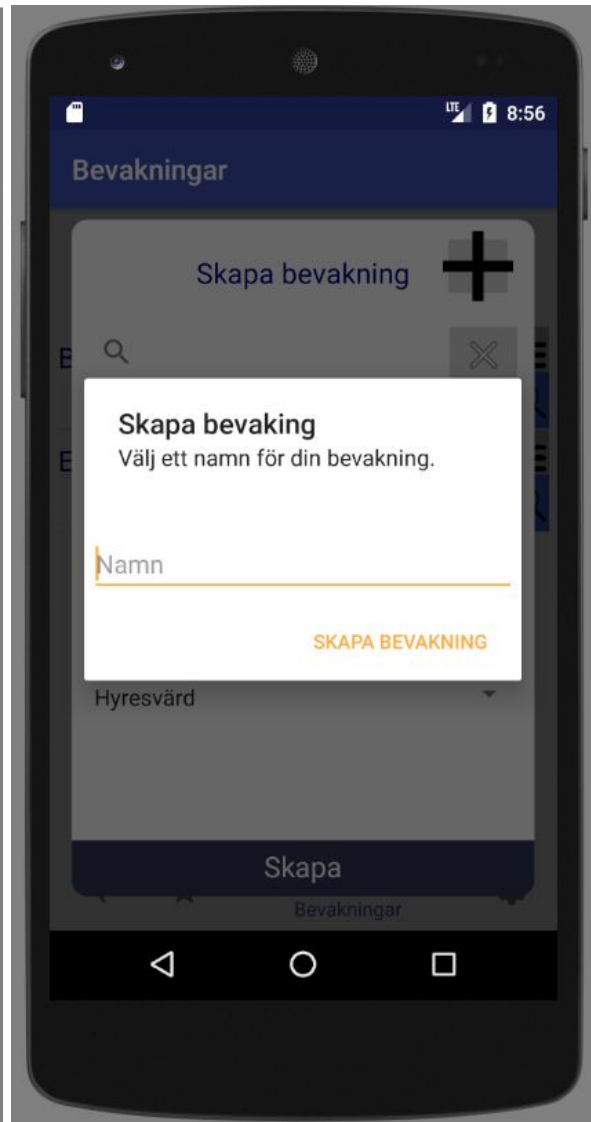 LTE 8:56
Bevakningar
Skapa bevakning
B
E
Skapa bevaking
Välj ett namn för din bevakning.
Namn
SKAPA BEVAKNING
Hyresvärd
Skapa
Bevakningar